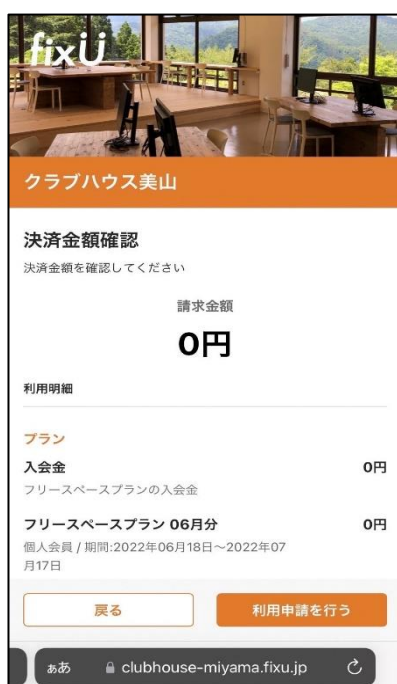 fixU
クラブハウス美山
決済金額確認
決済金額を確認してください
請求金額
0円
利用明細
プラン
入会金 0円
フリースペースプランの入会金
フリースペースプラン 06月分 0円
個人会員 / 期間:2022年06月18日～2022年07
月17日
戻る 利用申請を行う
ぁあ clubhouse-miyama.fixu.jp